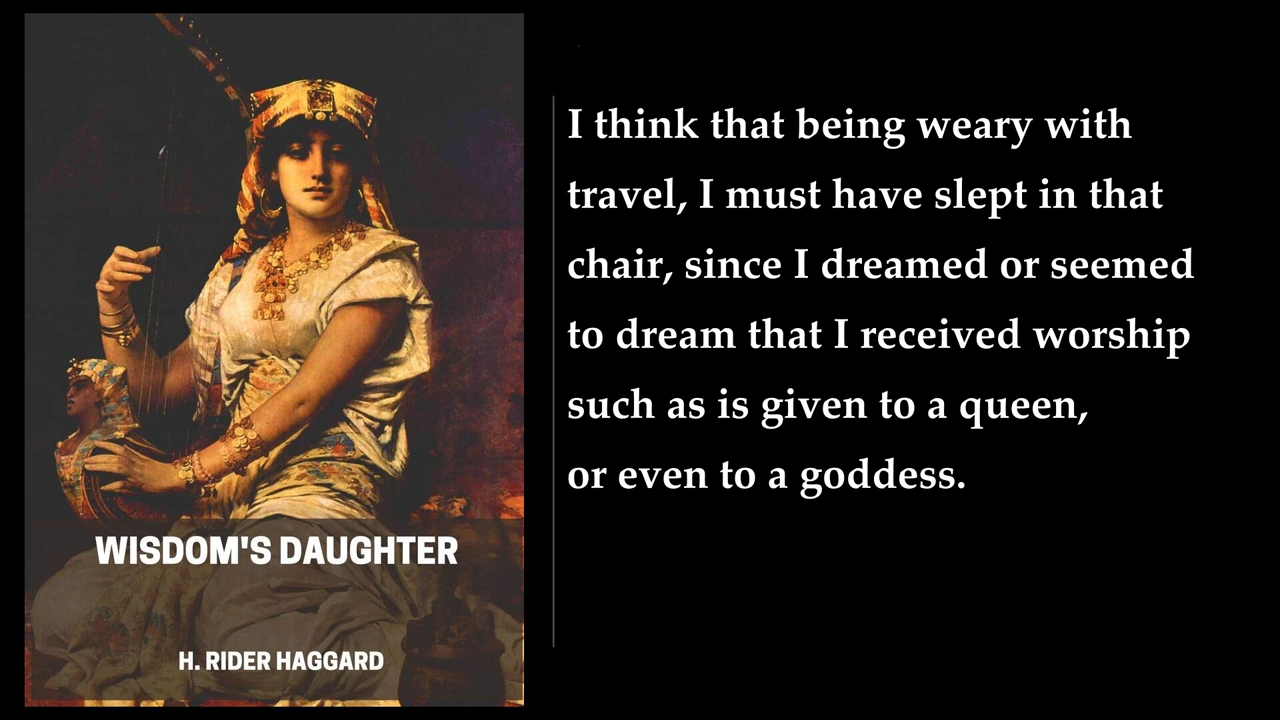 WISDOM'S DAUGHTER
H. RIDER HAGGARD
I think that being weary with
travel, I must have slept in that
chair, since I dreamed or seemed
to dream that I received worship
such as is given to a queen,
or even to a goddess.